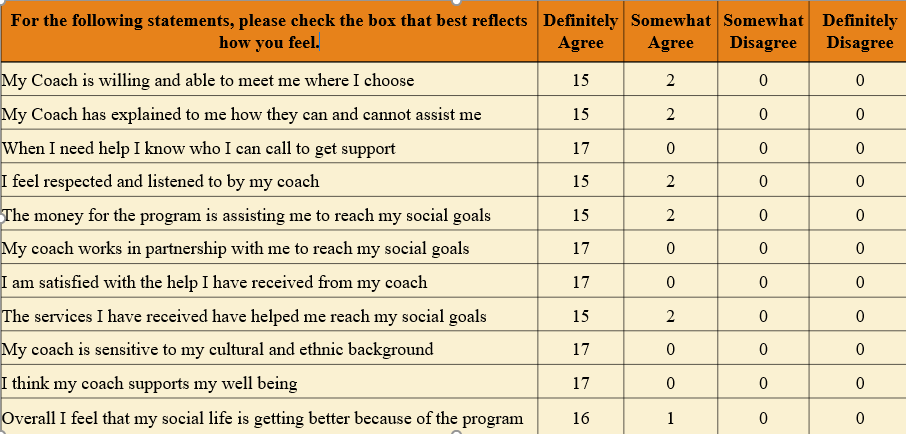 For the following statements, please check the box that best reflects how you feel. Definitely Agree Somewhat Agree Somewhat Disagree Definitely Disagree
My Coach is willing and able to meet me where I choose 15 2 0 0
My Coach has explained to me how they can and cannot assist me 15 2 0 0
When I need help I know who I can call to get support 17 0 0 0
I feel respected and listened to by my coach 15 2 0 0
The money for the program is assisting me to reach my social goals 15 2 0 0
My coach works in partnership with me to reach my social goals 17 0 0 0
I am satisfied with the help I have received from my coach 17 0 0 0
The services I have received have helped me reach my social goals 15 2 0 0
My coach is sensitive to my cultural and ethnic background 17 0 0 0
I think my coach supports my well being 17 0 0 0
Overall I feel that my social life is getting better because of the program 16 1 0 0